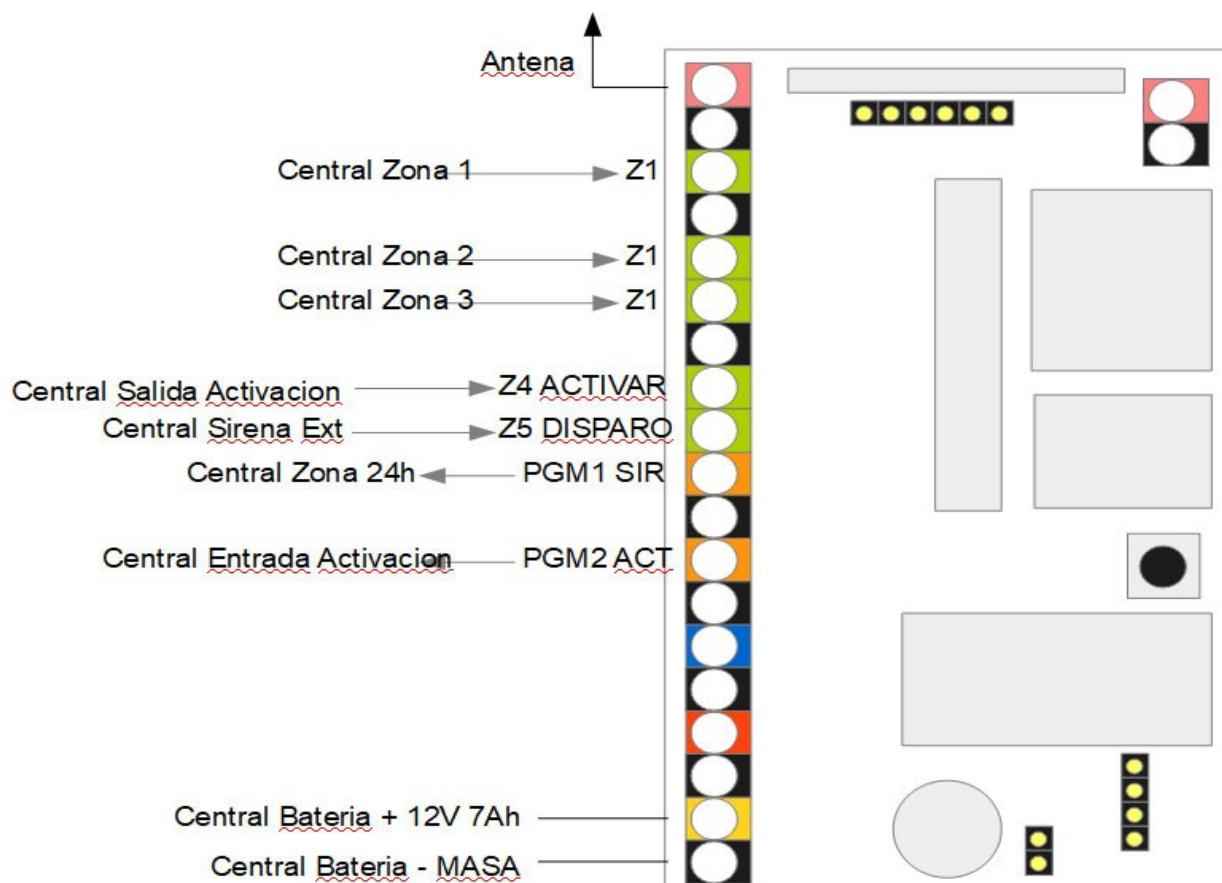 Antena
Central Zona 1 Z1
Central Zona 2 Z1
Central Zona 3 Z1
Central Salida Activacion Z4 ACTIVAR
Central Sirena Ext Z5 DISPARO
Central Zona 24h PGM1 SIR
Central Entrada Activacion PGM2 ACT
Central Bateria + 12V 7Ah
Central Bateria - MASA